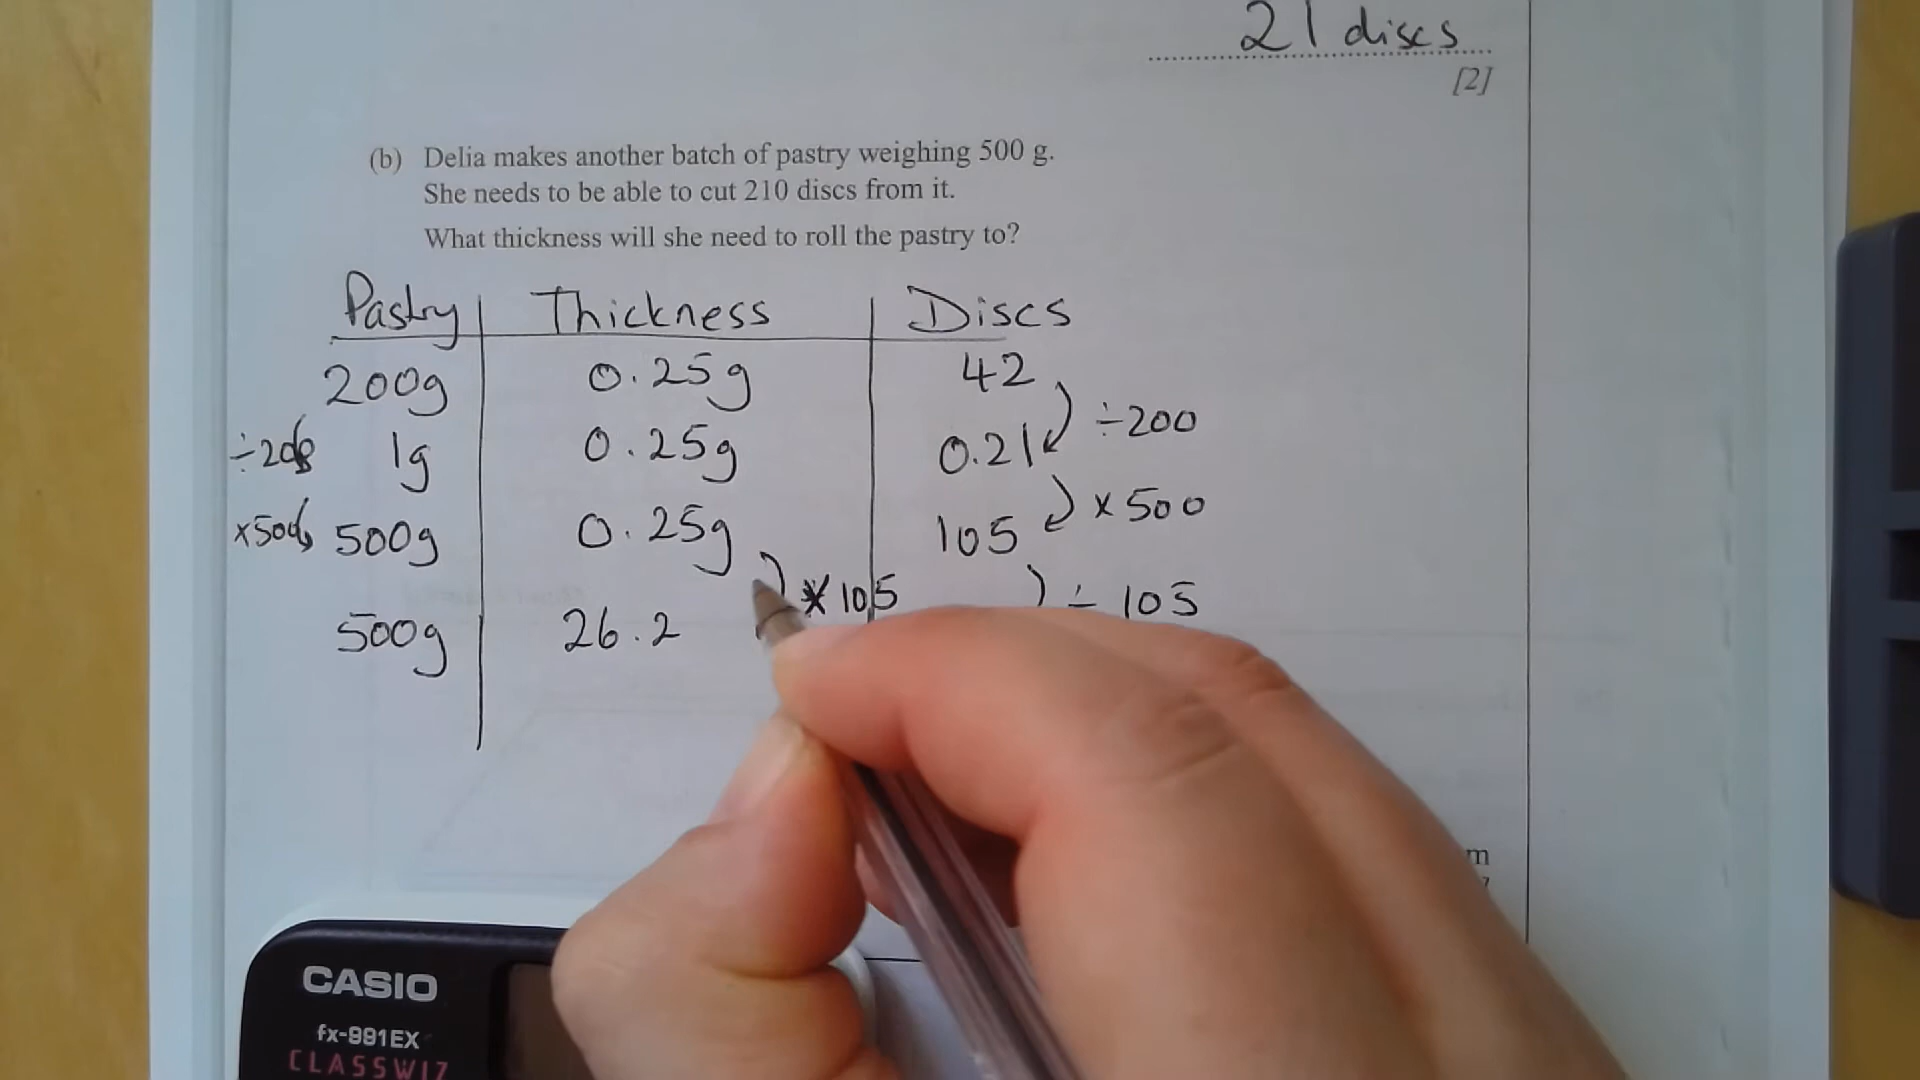 21 discs
[2]
(b) Delia makes another batch of pastry weighing 500 g.
She needs to be able to cut 210 discs from it.
What thickness will she need to roll the pastry to?
Pastry Thickness Discs
200g 0.25g 42
÷200 1g 0.25g 0.21 ÷200
×500 500g 0.25g 105 ×500
×105 ÷105
500g 26.2
m
CASIO
fx-991EX
CLASSWIZ